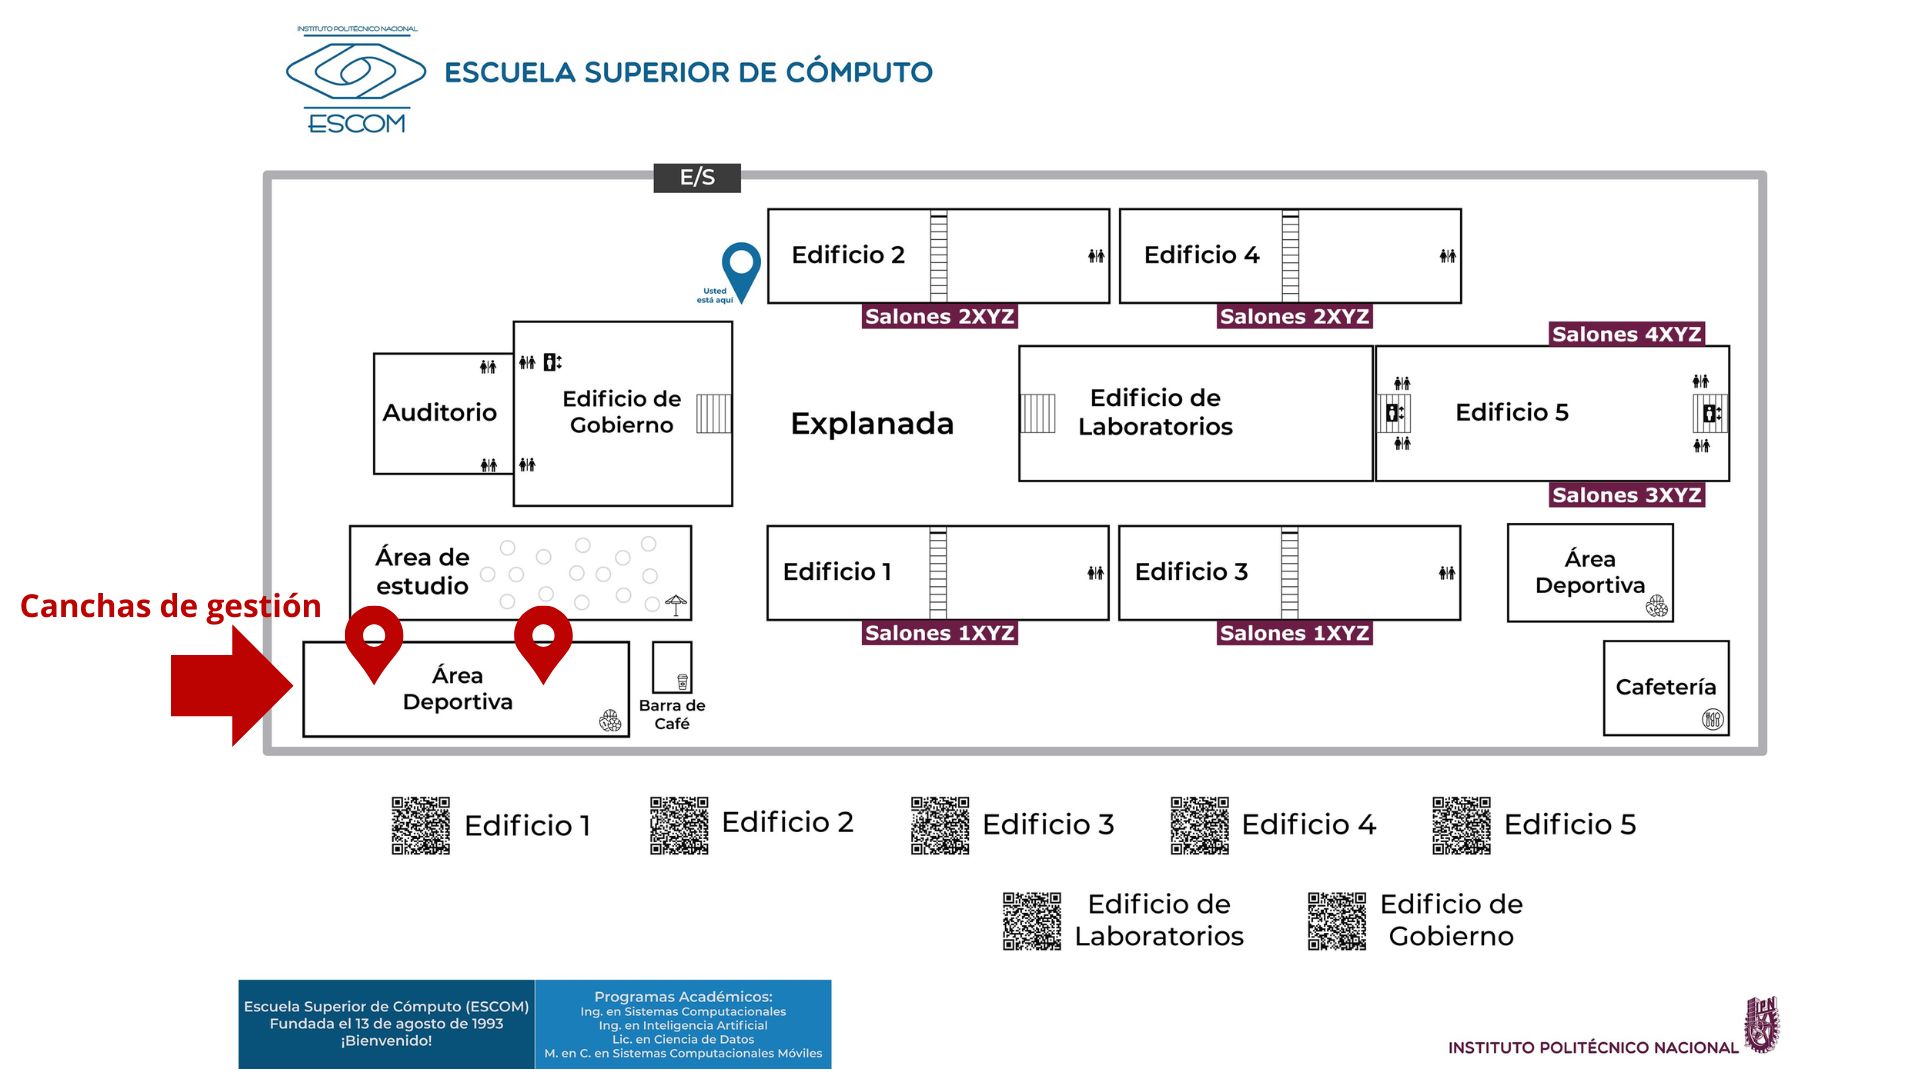 INSTITUTO POLITÉCNICO NACIONAL
ESCOM
ESCUELA SUPERIOR DE CÓMPUTO
E/S
Usted
está aquí
Edificio 2
Salones 2XYZ
Edificio 4
Salones 2XYZ
Auditorio
Edificio de
Gobierno
Explanada
Edificio de
Laboratorios
Salones 4XYZ
Edificio 5
Salones 3XYZ
Área de
estudio
Edificio 1
Salones 1XYZ
Edificio 3
Salones 1XYZ
Área
Deportiva
Canchas de gestión
Área
Deportiva
Barra de
Café
Cafetería
Edificio 1
Edificio 2
Edificio 3
Edificio 4
Edificio 5
Edificio de
Laboratorios
Edificio de
Gobierno
Escuela Superior de Cómputo (ESCOM)
Fundada el 13 de agosto de 1993
¡Bienvenido!
Programas Académicos:
Ing. en Sistemas Computacionales
Ing. en Inteligencia Artificial
Lic. en Ciencia de Datos
M. en C. en Sistemas Computacionales Móviles
IPN
INSTITUTO POLITÉCNICO NACIONAL